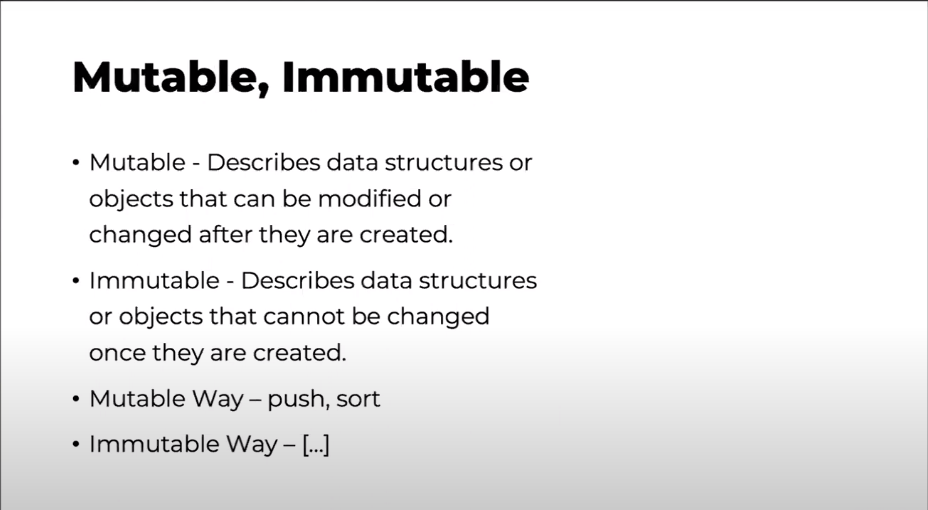 Mutable, Immutable
• Mutable - Describes data structures or
objects that can be modified or
changed after they are created.
• Immutable - Describes data structures
or objects that cannot be changed
once they are created.
• Mutable Way – push, sort
• Immutable Way – [...]